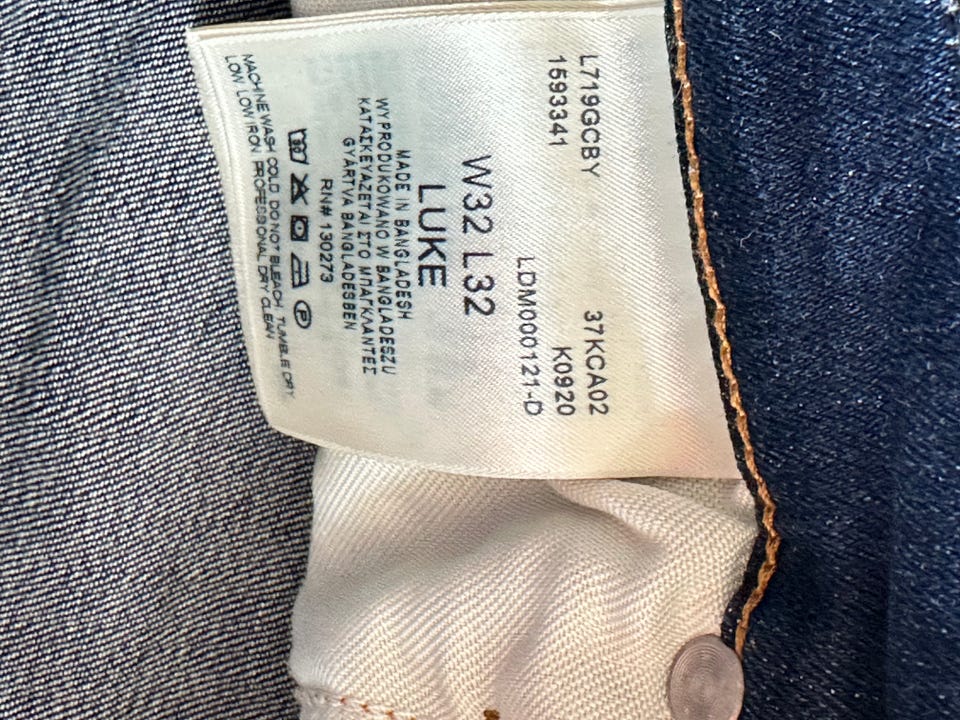 L719GCBY 37KCA02
1593341 K0920
LDM000121-D
W32 L32
LUKE
MADE IN BANGLADESH
WYPRODUKOWANO W BANGLADESZU
ΚΑΤΑΣΚΕΥΑΖΕΤΑΙ ΣΤΟ ΜΠΑΓΚΛΑΝΤΕΣ
GYÁRTVA BANGLADESBEN
RN# 130273
P
MACHINE WASH COLD DO NOT BLEACH, TUMBLE DRY
LOW LOW IRON PROFESSIONAL DRY CLEAN